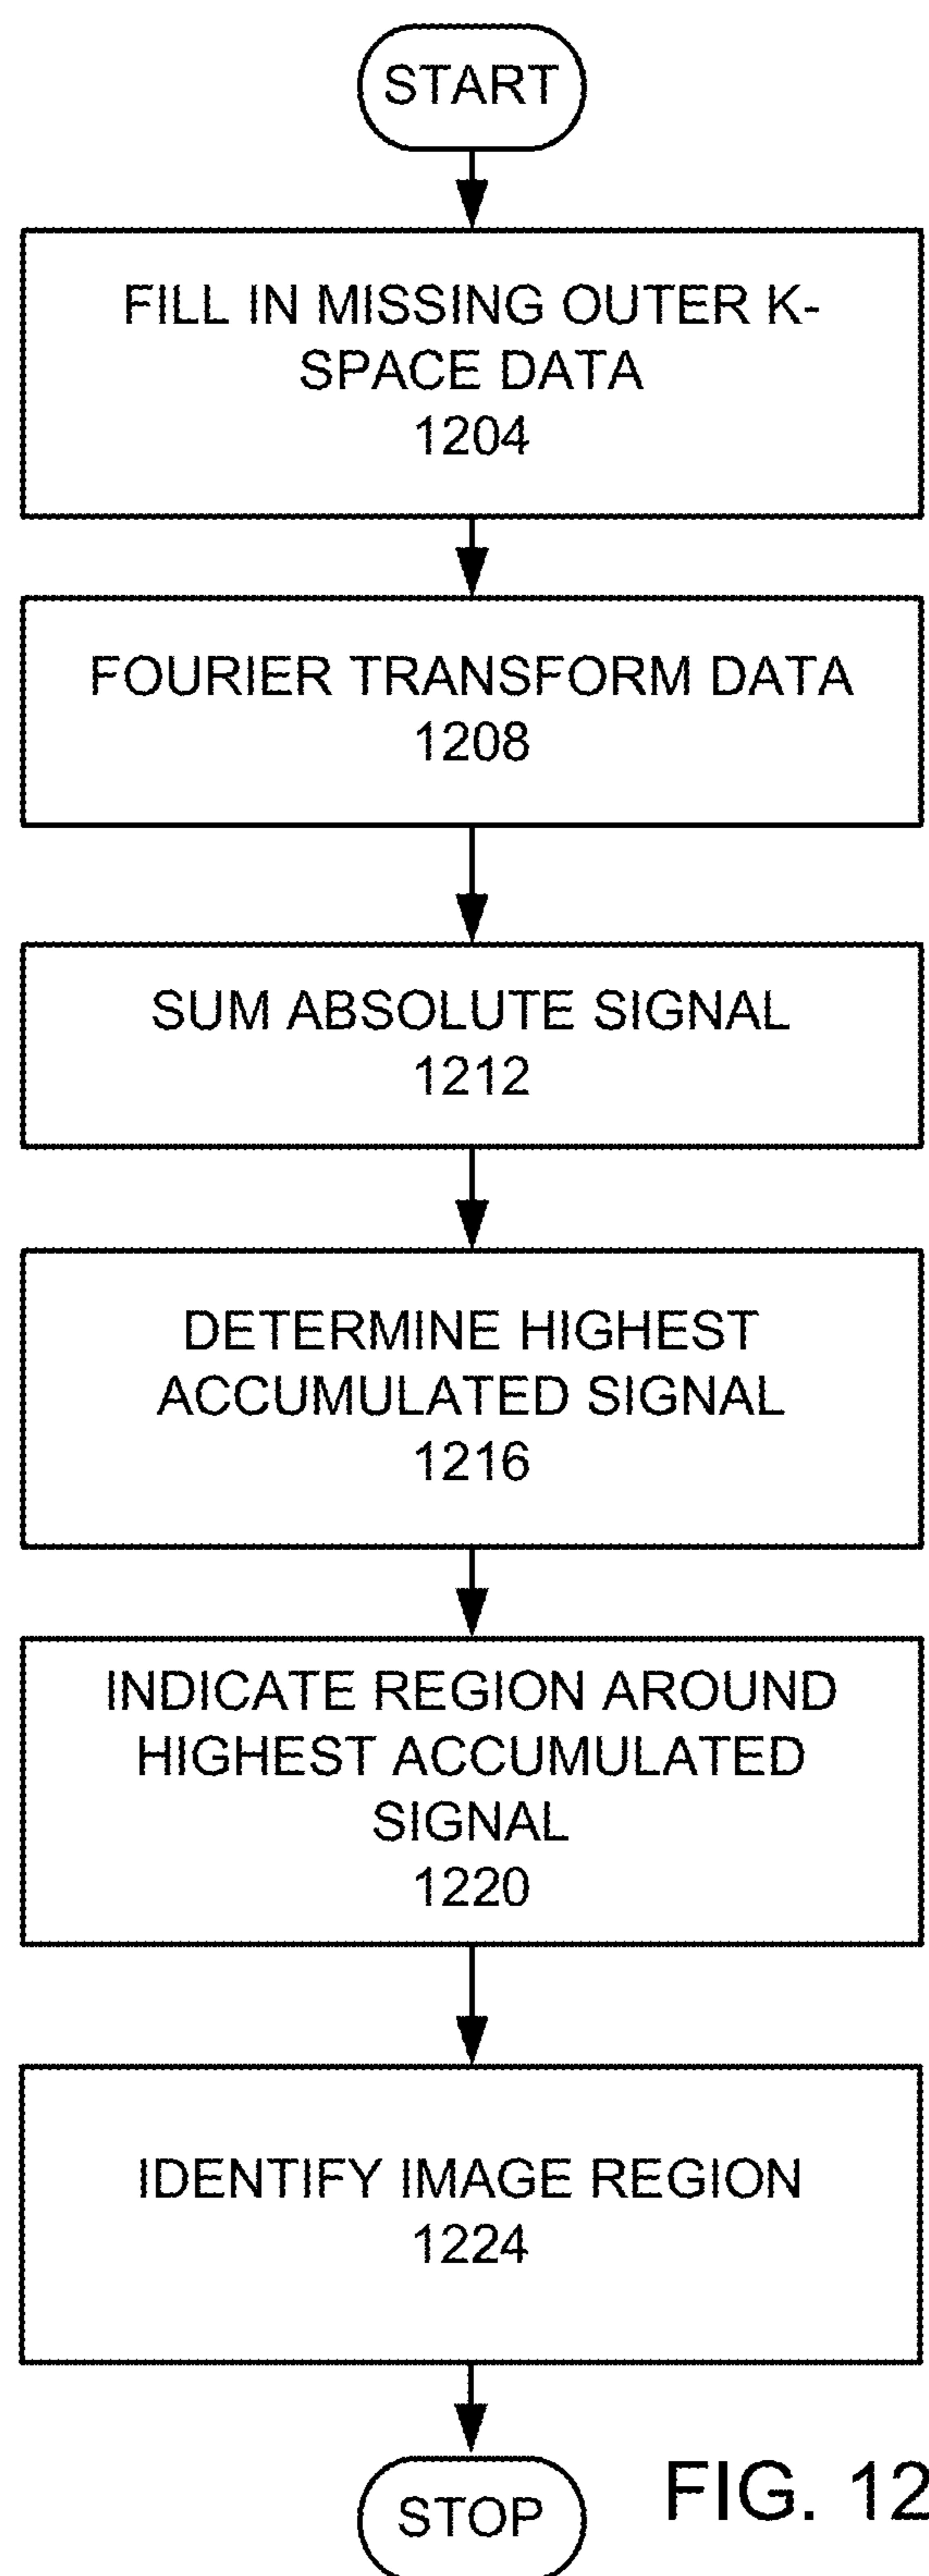 START
FILL IN MISSING OUTER K-
SPACE DATA
1204
FOURIER TRANSFORM DATA
1208
SUM ABSOLUTE SIGNAL
1212
DETERMINE HIGHEST
ACCUMULATED SIGNAL
1216
INDICATE REGION AROUND
HIGHEST ACCUMULATED
SIGNAL
1220
IDENTIFY IMAGE REGION
1224
STOP
FIG. 12